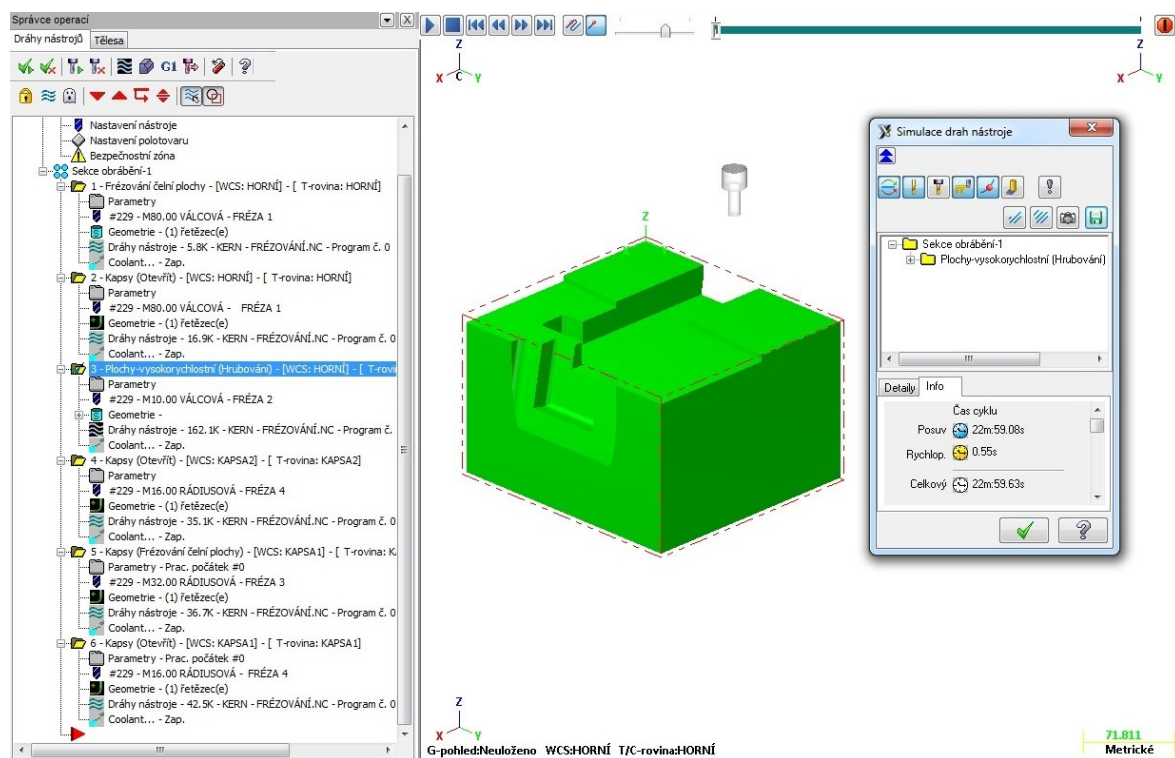 Správce operací
Dráhy nástrojů Tělesa
G1
Nastavení nástroje
Nastavení polotovaru
Bezpečnostní zóna
Sekce obrábění-1
1 - Frézování čelní plochy - [WCS: HORNÍ] - [ T-rovina: HORNÍ]
Parametry
#229 - M80.00 VÁLCOVÁ - FRÉZA 1
Geometrie - (1) řetězec(e)
Dráhy nástroje - 5.8K - KERN - FRÉZOVÁNÍ.NC - Program č. 0
Coolant... - Zap.
2 - Kapsy (Otevřít) - [WCS: HORNÍ] - [ T-rovina: HORNÍ]
Parametry
#229 - M80.00 VÁLCOVÁ - FRÉZA 1
Geometrie - (1) řetězec(e)
Dráhy nástroje - 16.9K - KERN - FRÉZOVÁNÍ.NC - Program č. 0
Coolant... - Zap.
3 - Plochy-vysokorychlostní (Hrubování) - [WCS: HORNÍ] - [ T-rovi
Parametry
#229 - M10.00 VÁLCOVÁ - FRÉZA 2
Geometrie -
Dráhy nástroje - 162.1K - KERN - FRÉZOVÁNÍ.NC - Program č.
Coolant... - Zap.
4 - Kapsy (Otevřít) - [WCS: KAPSA2] - [ T-rovina: KAPSA2]
Parametry
#229 - M16.00 RÁDIUSOVÁ - FRÉZA 4
Geometrie - (1) řetězec(e)
Dráhy nástroje - 35.1K - KERN - FRÉZOVÁNÍ.NC - Program č. 0
Coolant... - Zap.
5 - Kapsy (Frézování čelní plochy) - [WCS: KAPSA1] - [ T-rovina: K
Parametry - Prac. počátek #0
#229 - M32.00 RÁDIUSOVÁ - FRÉZA 3
Geometrie - (1) řetězec(e)
Dráhy nástroje - 36.7K - KERN - FRÉZOVÁNÍ.NC - Program č. 0
Coolant... - Zap.
6 - Kapsy (Otevřít) - [WCS: KAPSA1] - [ T-rovina: KAPSA1]
Parametry - Prac. počátek #0
#229 - M16.00 RÁDIUSOVÁ - FRÉZA 4
Geometrie - (1) řetězec(e)
Dráhy nástroje - 42.5K - KERN - FRÉZOVÁNÍ.NC - Program č. 0
Coolant... - Zap.
Z
X C Y
Z
X Y
Z
Simulace drah nástroje
Sekce obrábění-1
Plochy-vysokorychlostní (Hrubování)
Detaily Info
Čas cyklu
Posuv 22m:59.08s
Rychlop. 0.55s
Celkový 22m:59.63s
Z
X Y
G-pohled:Neuloženo WCS:HORNÍ T/C-rovina:HORNÍ
71.811
Metrické